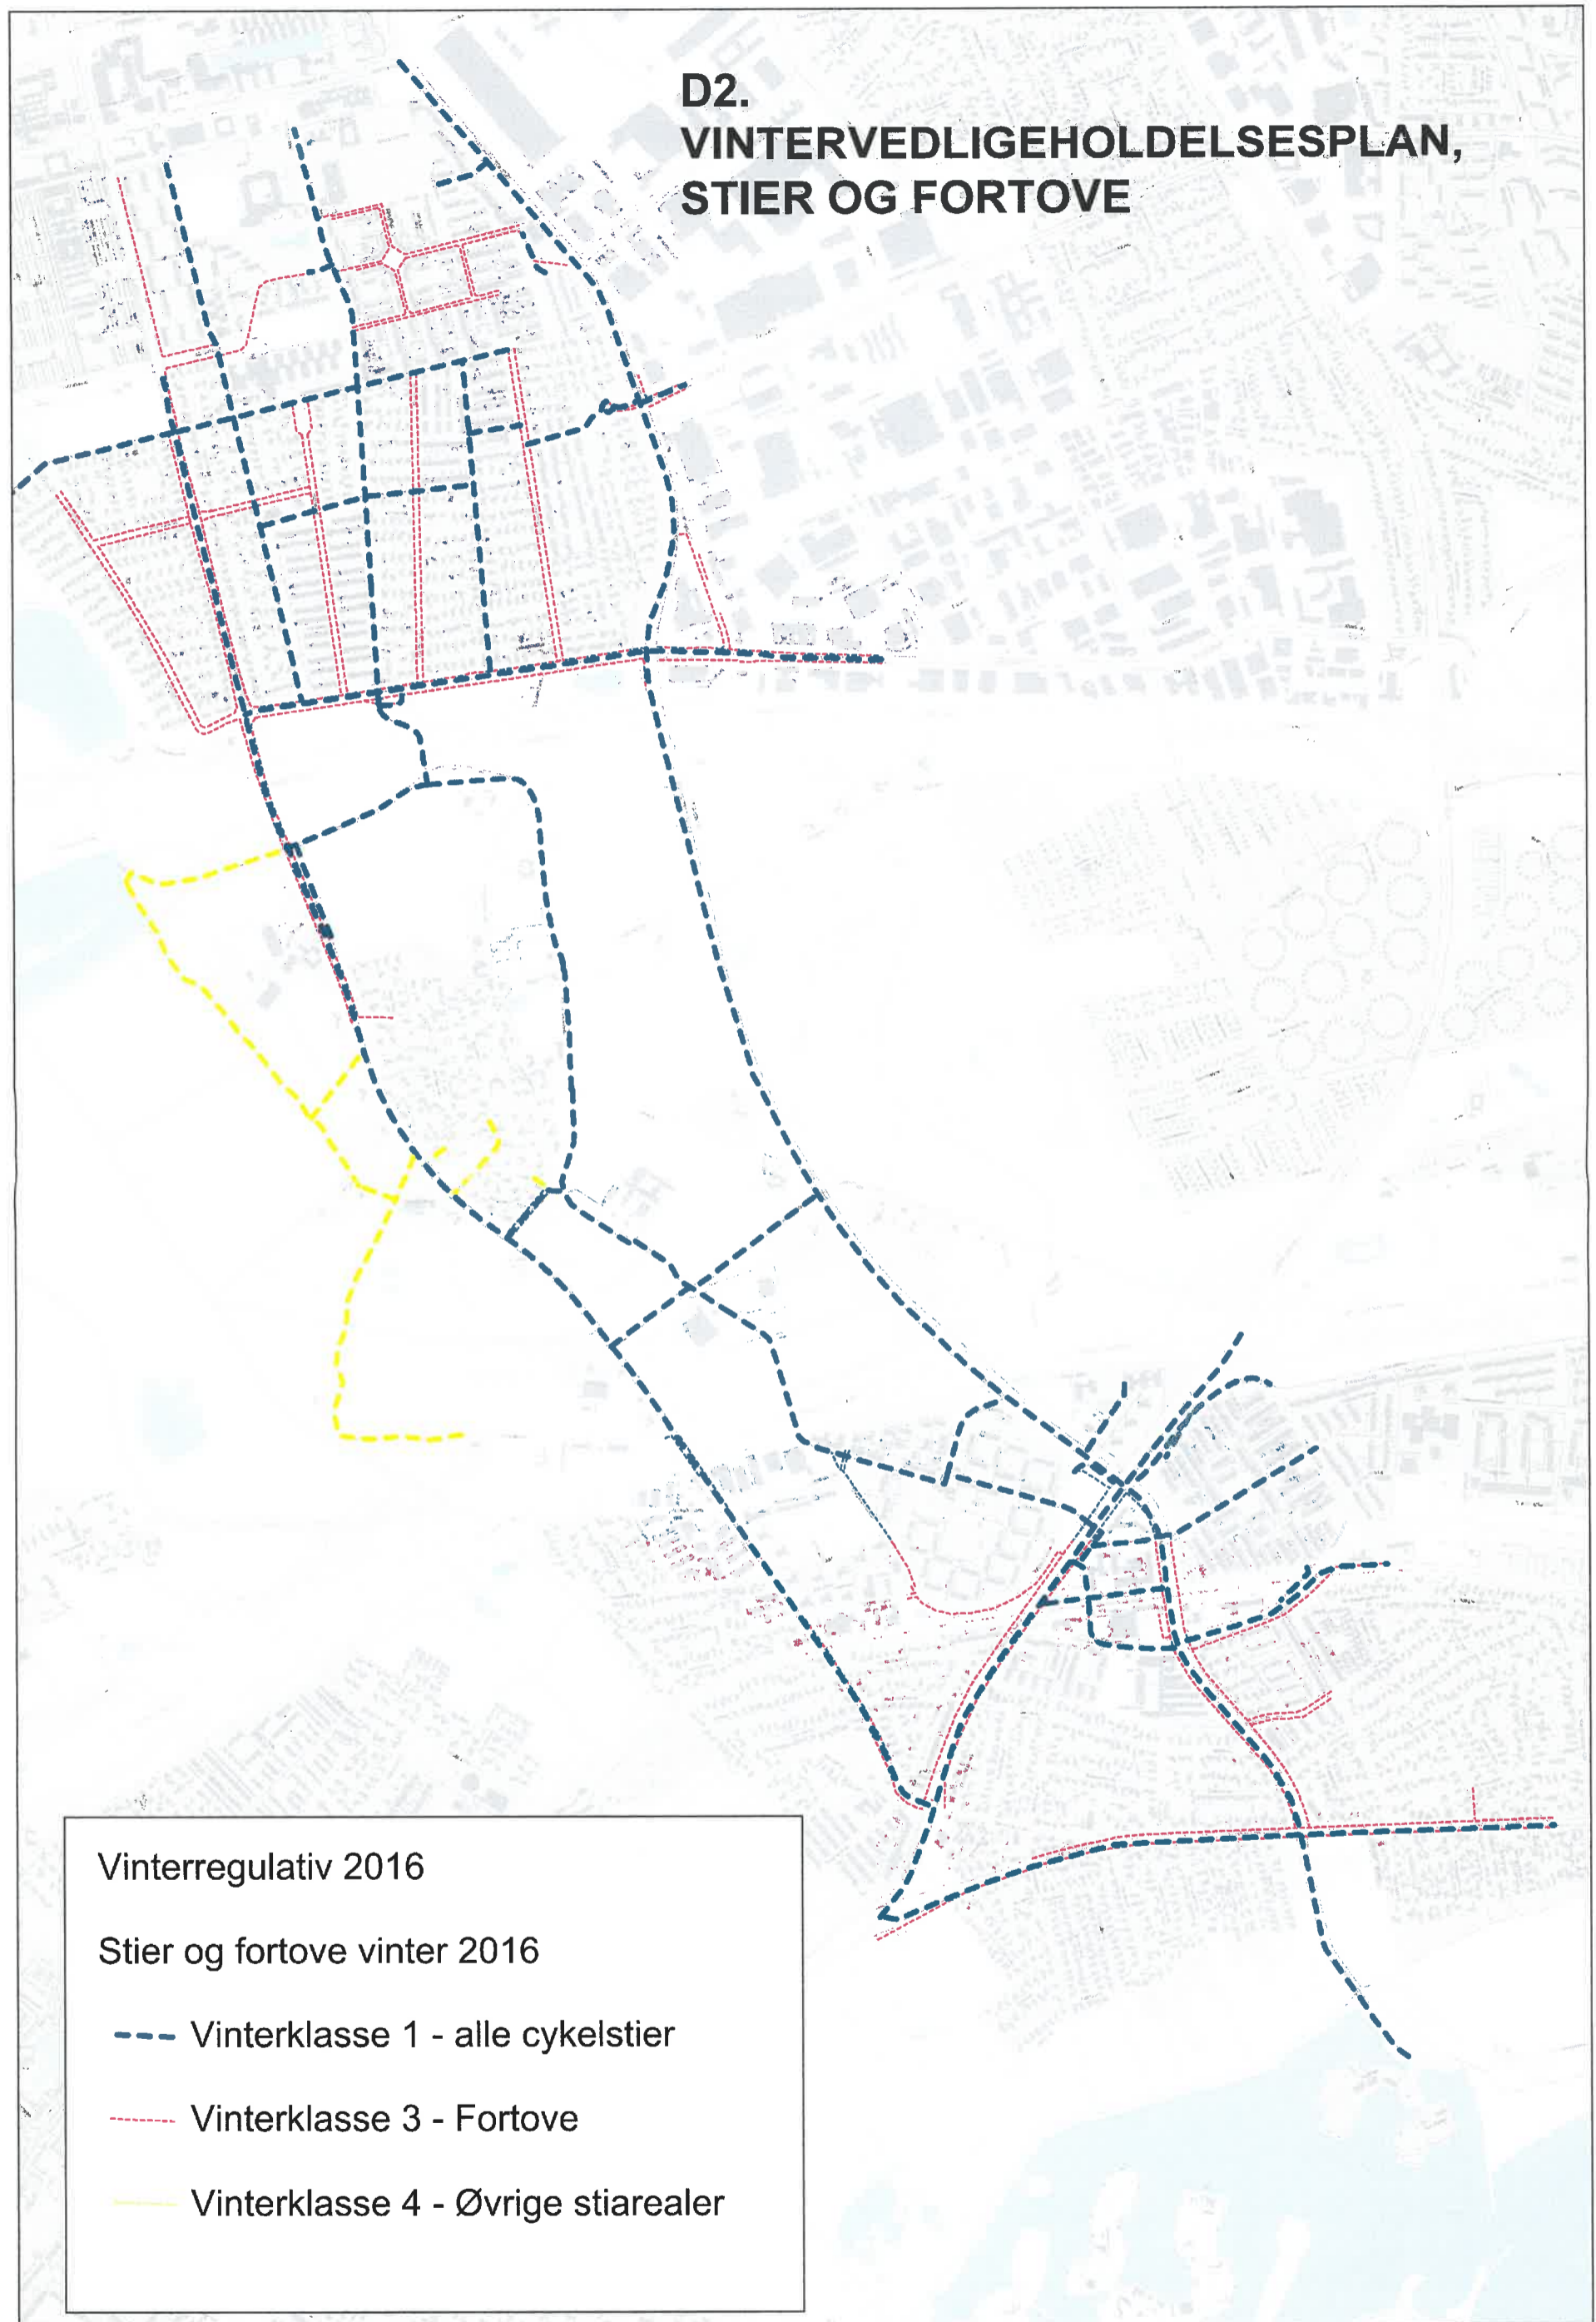 D2.
VINTERVEDLIGEHOLDELSESPLAN,
STIER OG FORTOVE
Vinterregulativ 2016
Stier og fortove vinter 2016
Vinterklasse 1 - alle cykelstier
Vinterklasse 3 - Fortove
Vinterklasse 4 - Øvrige stiarealer